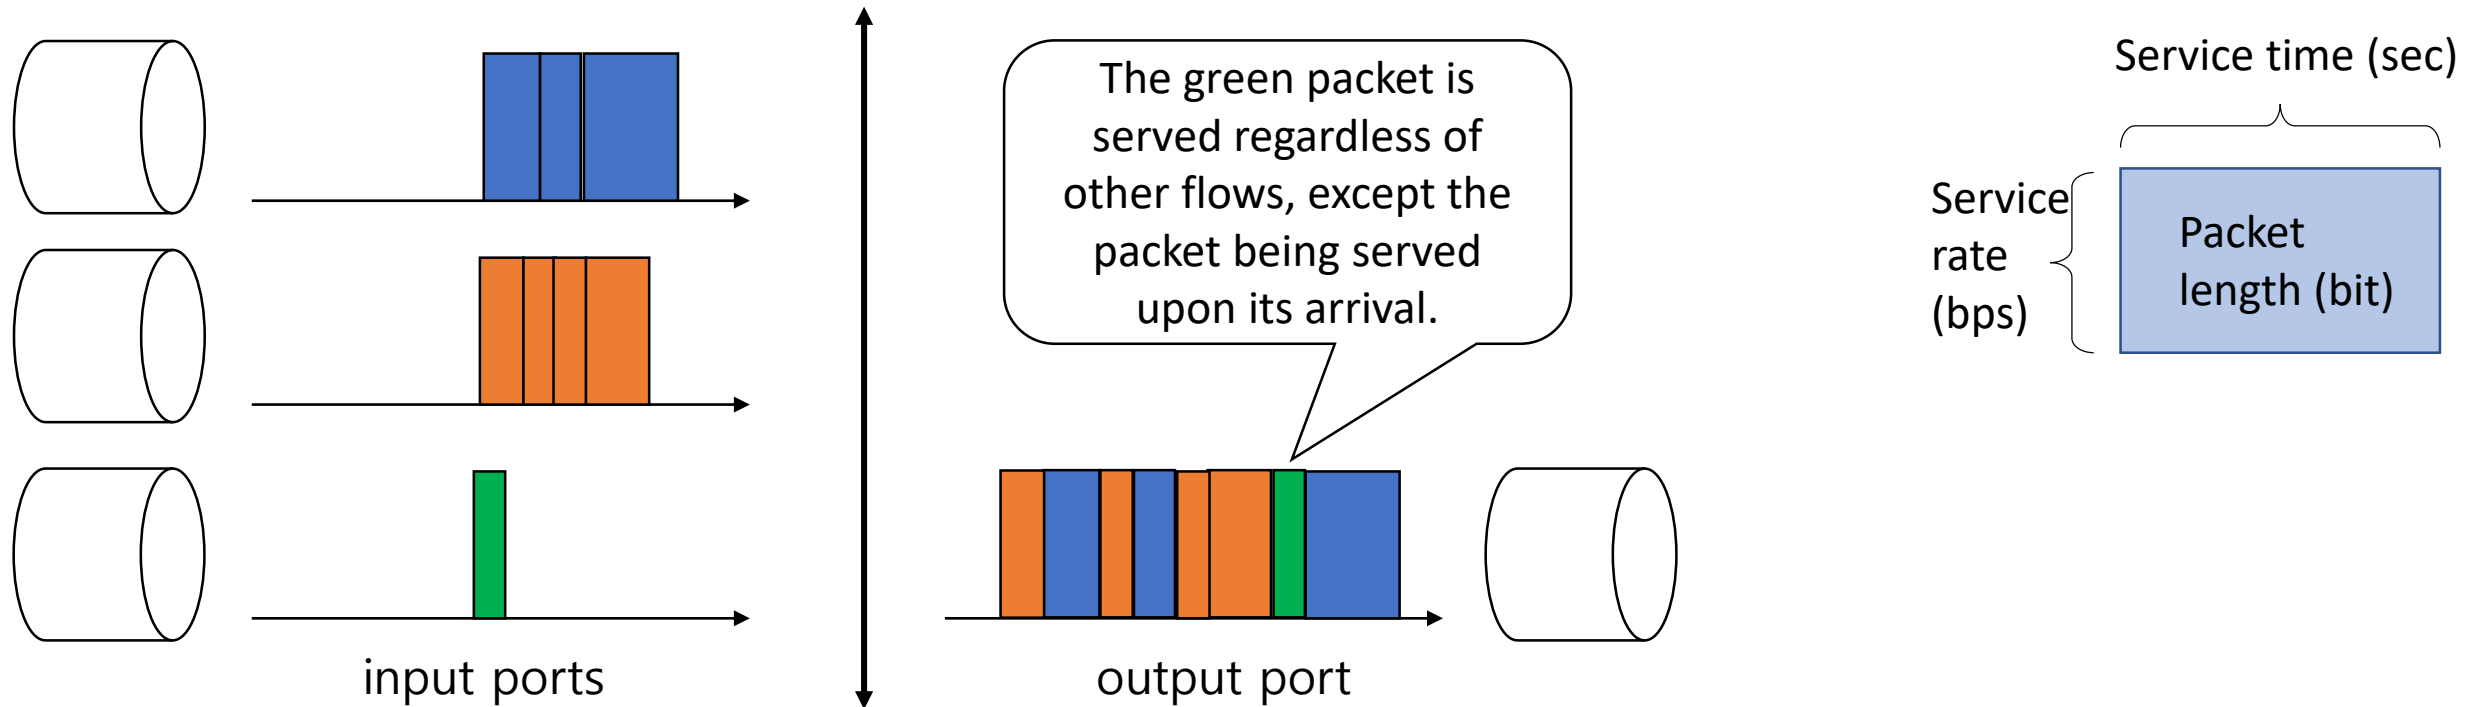 The green packet is
served regardless of
other flows, except the
packet being served
upon its arrival.
Service time (sec)
Service
rate
(bps)
Packet
length (bit)
input ports
output port